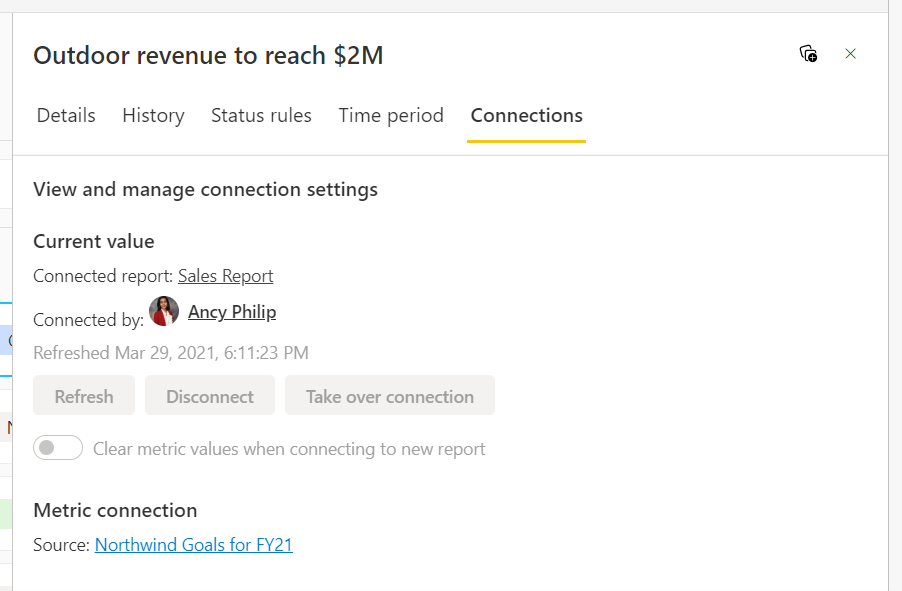 Outdoor revenue to reach $2M
Details History Status rules Time period Connections
View and manage connection settings
Current value
Connected report: Sales Report
Connected by: Ancy Philip
Refreshed Mar 29, 2021, 6:11:23 PM
Refresh Disconnect Take over connection
Clear metric values when connecting to new report
Metric connection
Source: Northwind Goals for FY21